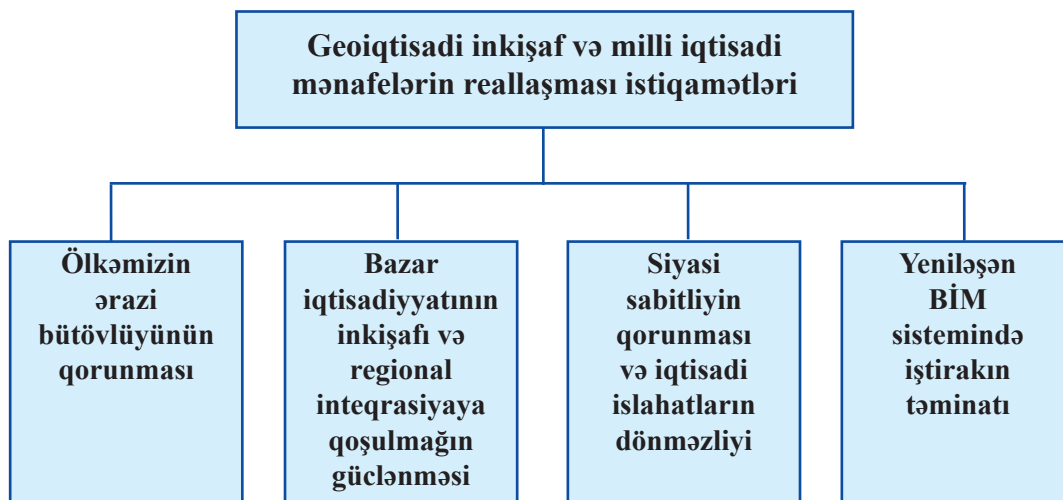 Geoiqtisadi inkişaf və milli iqtisadi
mənafelərin reallaşması istiqamətləri
Ölkəmizin
ərazi
bütövlüyünün
qorunması
Bazar
iqtisadiyyatının
inkişafı və
regional
inteqrasiyaya
qoşulmağın
güclənməsi
Siyasi
sabitliyin
qorunması
və iqtisadi
islahatların
dönməzliyi
Yeniləşən
BİM
sistemində
iştirakın
təminatı